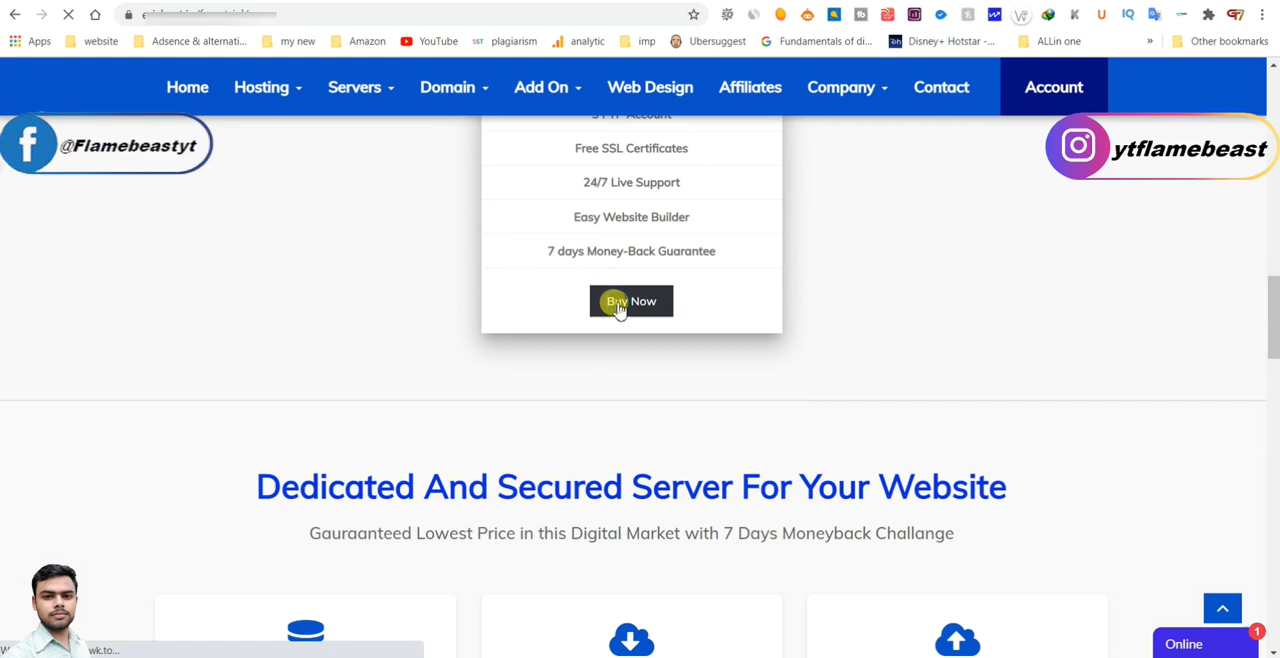 Apps website Adsence & alternati... my new Amazon YouTube SST plagiarism analytic imp Ubersuggest Fundamentals of di... Disney+ Hotstar -... ALLin one » Other bookmarks
Home Hosting Servers Domain Add On Web Design Affiliates Company Contact Account
@Flamebeastyt
ytflamebeast
Free SSL Certificates
24/7 Live Support
Easy Website Builder
7 days Money-Back Guarantee
Buy Now
Dedicated And Secured Server For Your Website
Gauraanteed Lowest Price in this Digital Market with 7 Days Moneyback Challange
Online 1